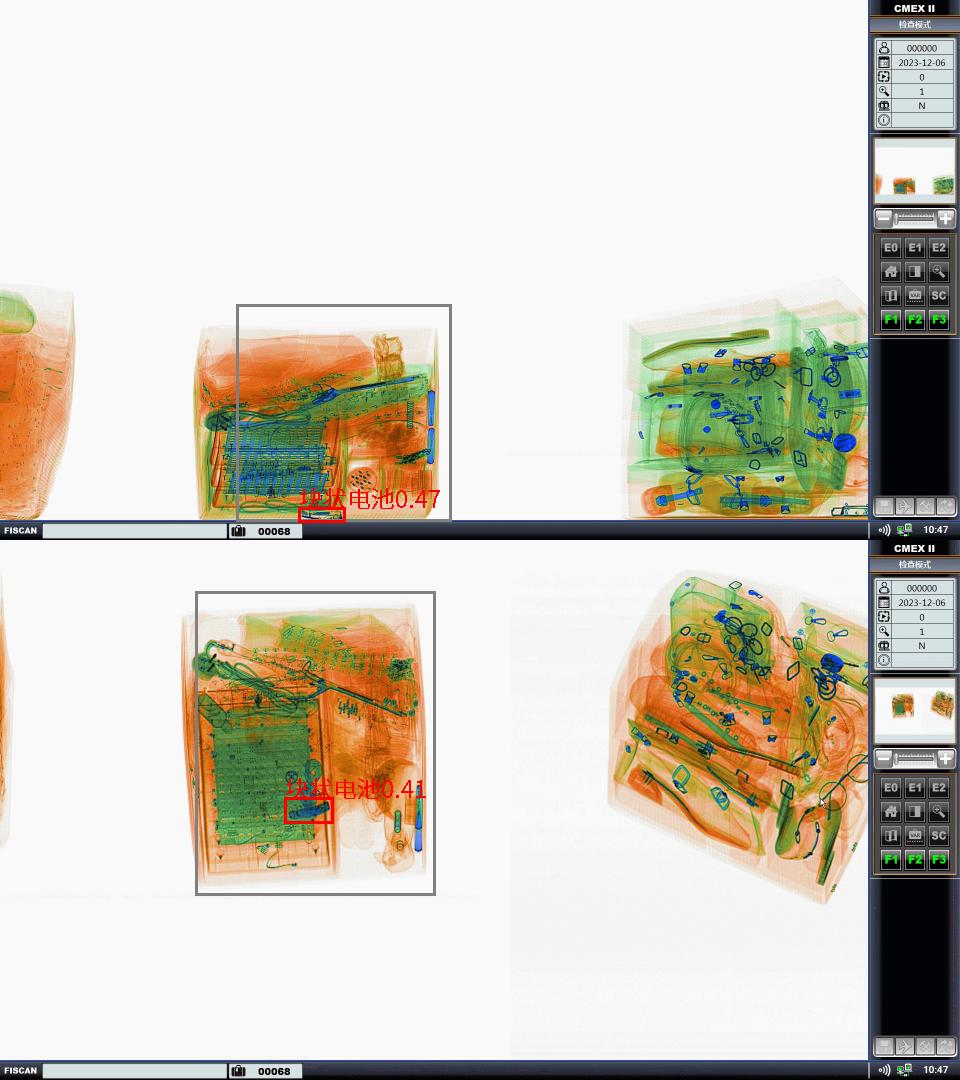 CMEX II
检查模式
000000
2023-12-06
0
1
N
E0 E1 E2
SC
F1 F2 F3
块状电池0.47
FISCAN
00068
10:47
CMEX II
检查模式
000000
2023-12-06
0
1
N
E0 E1 E2
SC
F1 F2 F3
块状电池0.41
FISCAN
00068
10:47